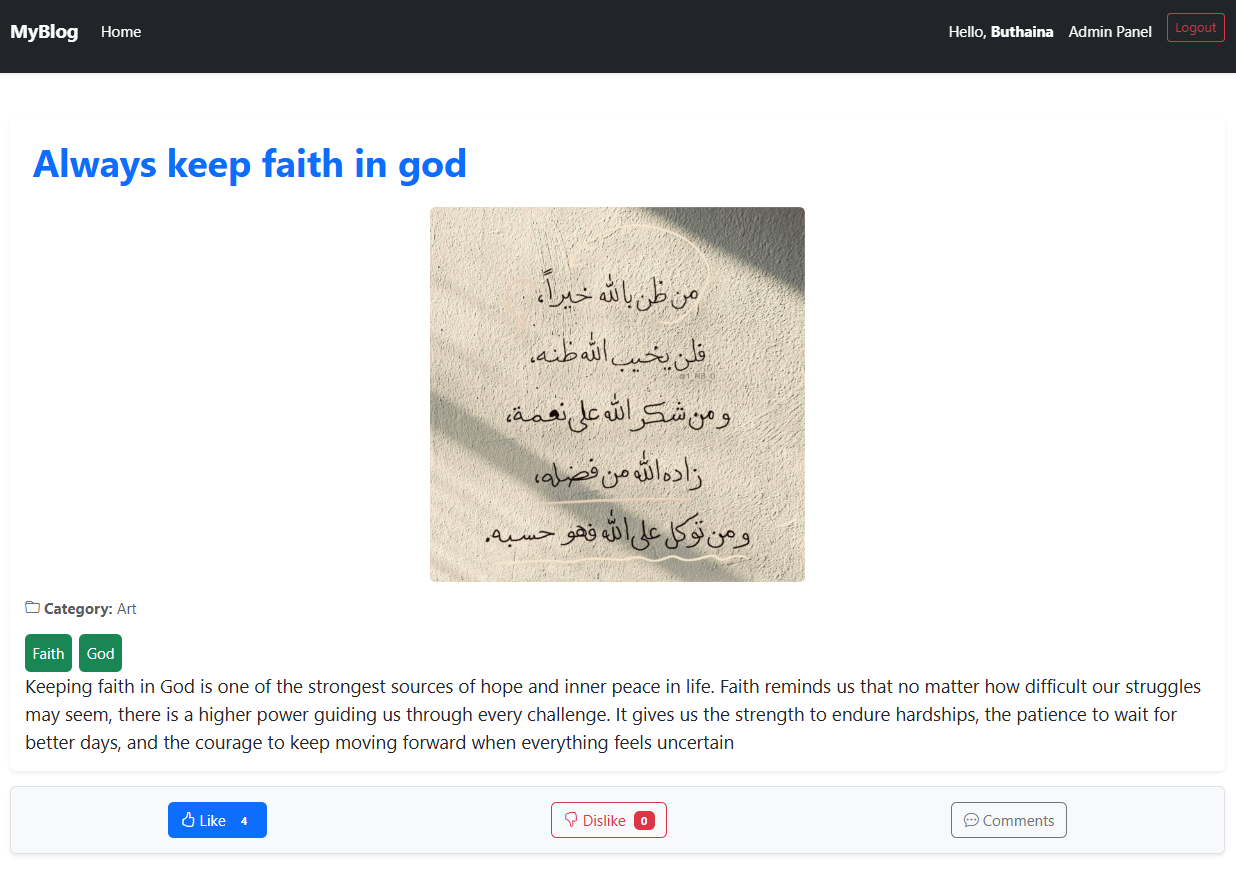 MyBlog Home Hello, Buthaina Admin Panel Logout
Always keep faith in god
من ظن بالله خيراً،
فلن يخيب الله ظنه،
و من شكر الله على نعمة،
زاده الله من فضله،
و من توكل على الله فهو حسبه.
Category: Art
Faith God
Keeping faith in God is one of the strongest sources of hope and inner peace in life. Faith reminds us that no matter how difficult our struggles
may seem, there is a higher power guiding us through every challenge. It gives us the strength to endure hardships, the patience to wait for
better days, and the courage to keep moving forward when everything feels uncertain
Like 4 Dislike 0 Comments